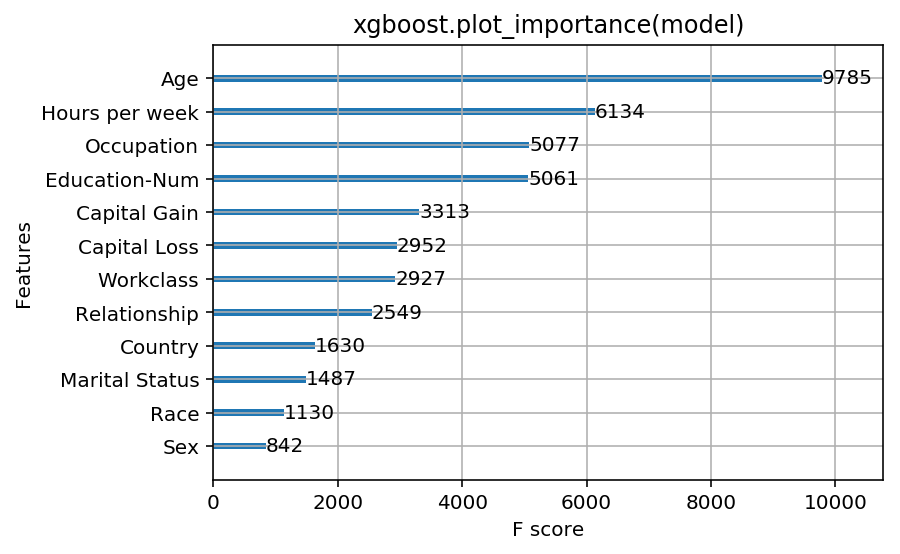 xgboost.plot_importance(model)
Age 9785
Hours per week 6134
Occupation 5077
Education-Num 5061
Capital Gain 3313
Capital Loss 2952
Workclass 2927
Relationship 2549
Country 1630
Marital Status 1487
Race 1130
Sex 842
Features
0 2000 4000 6000 8000 10000
F score